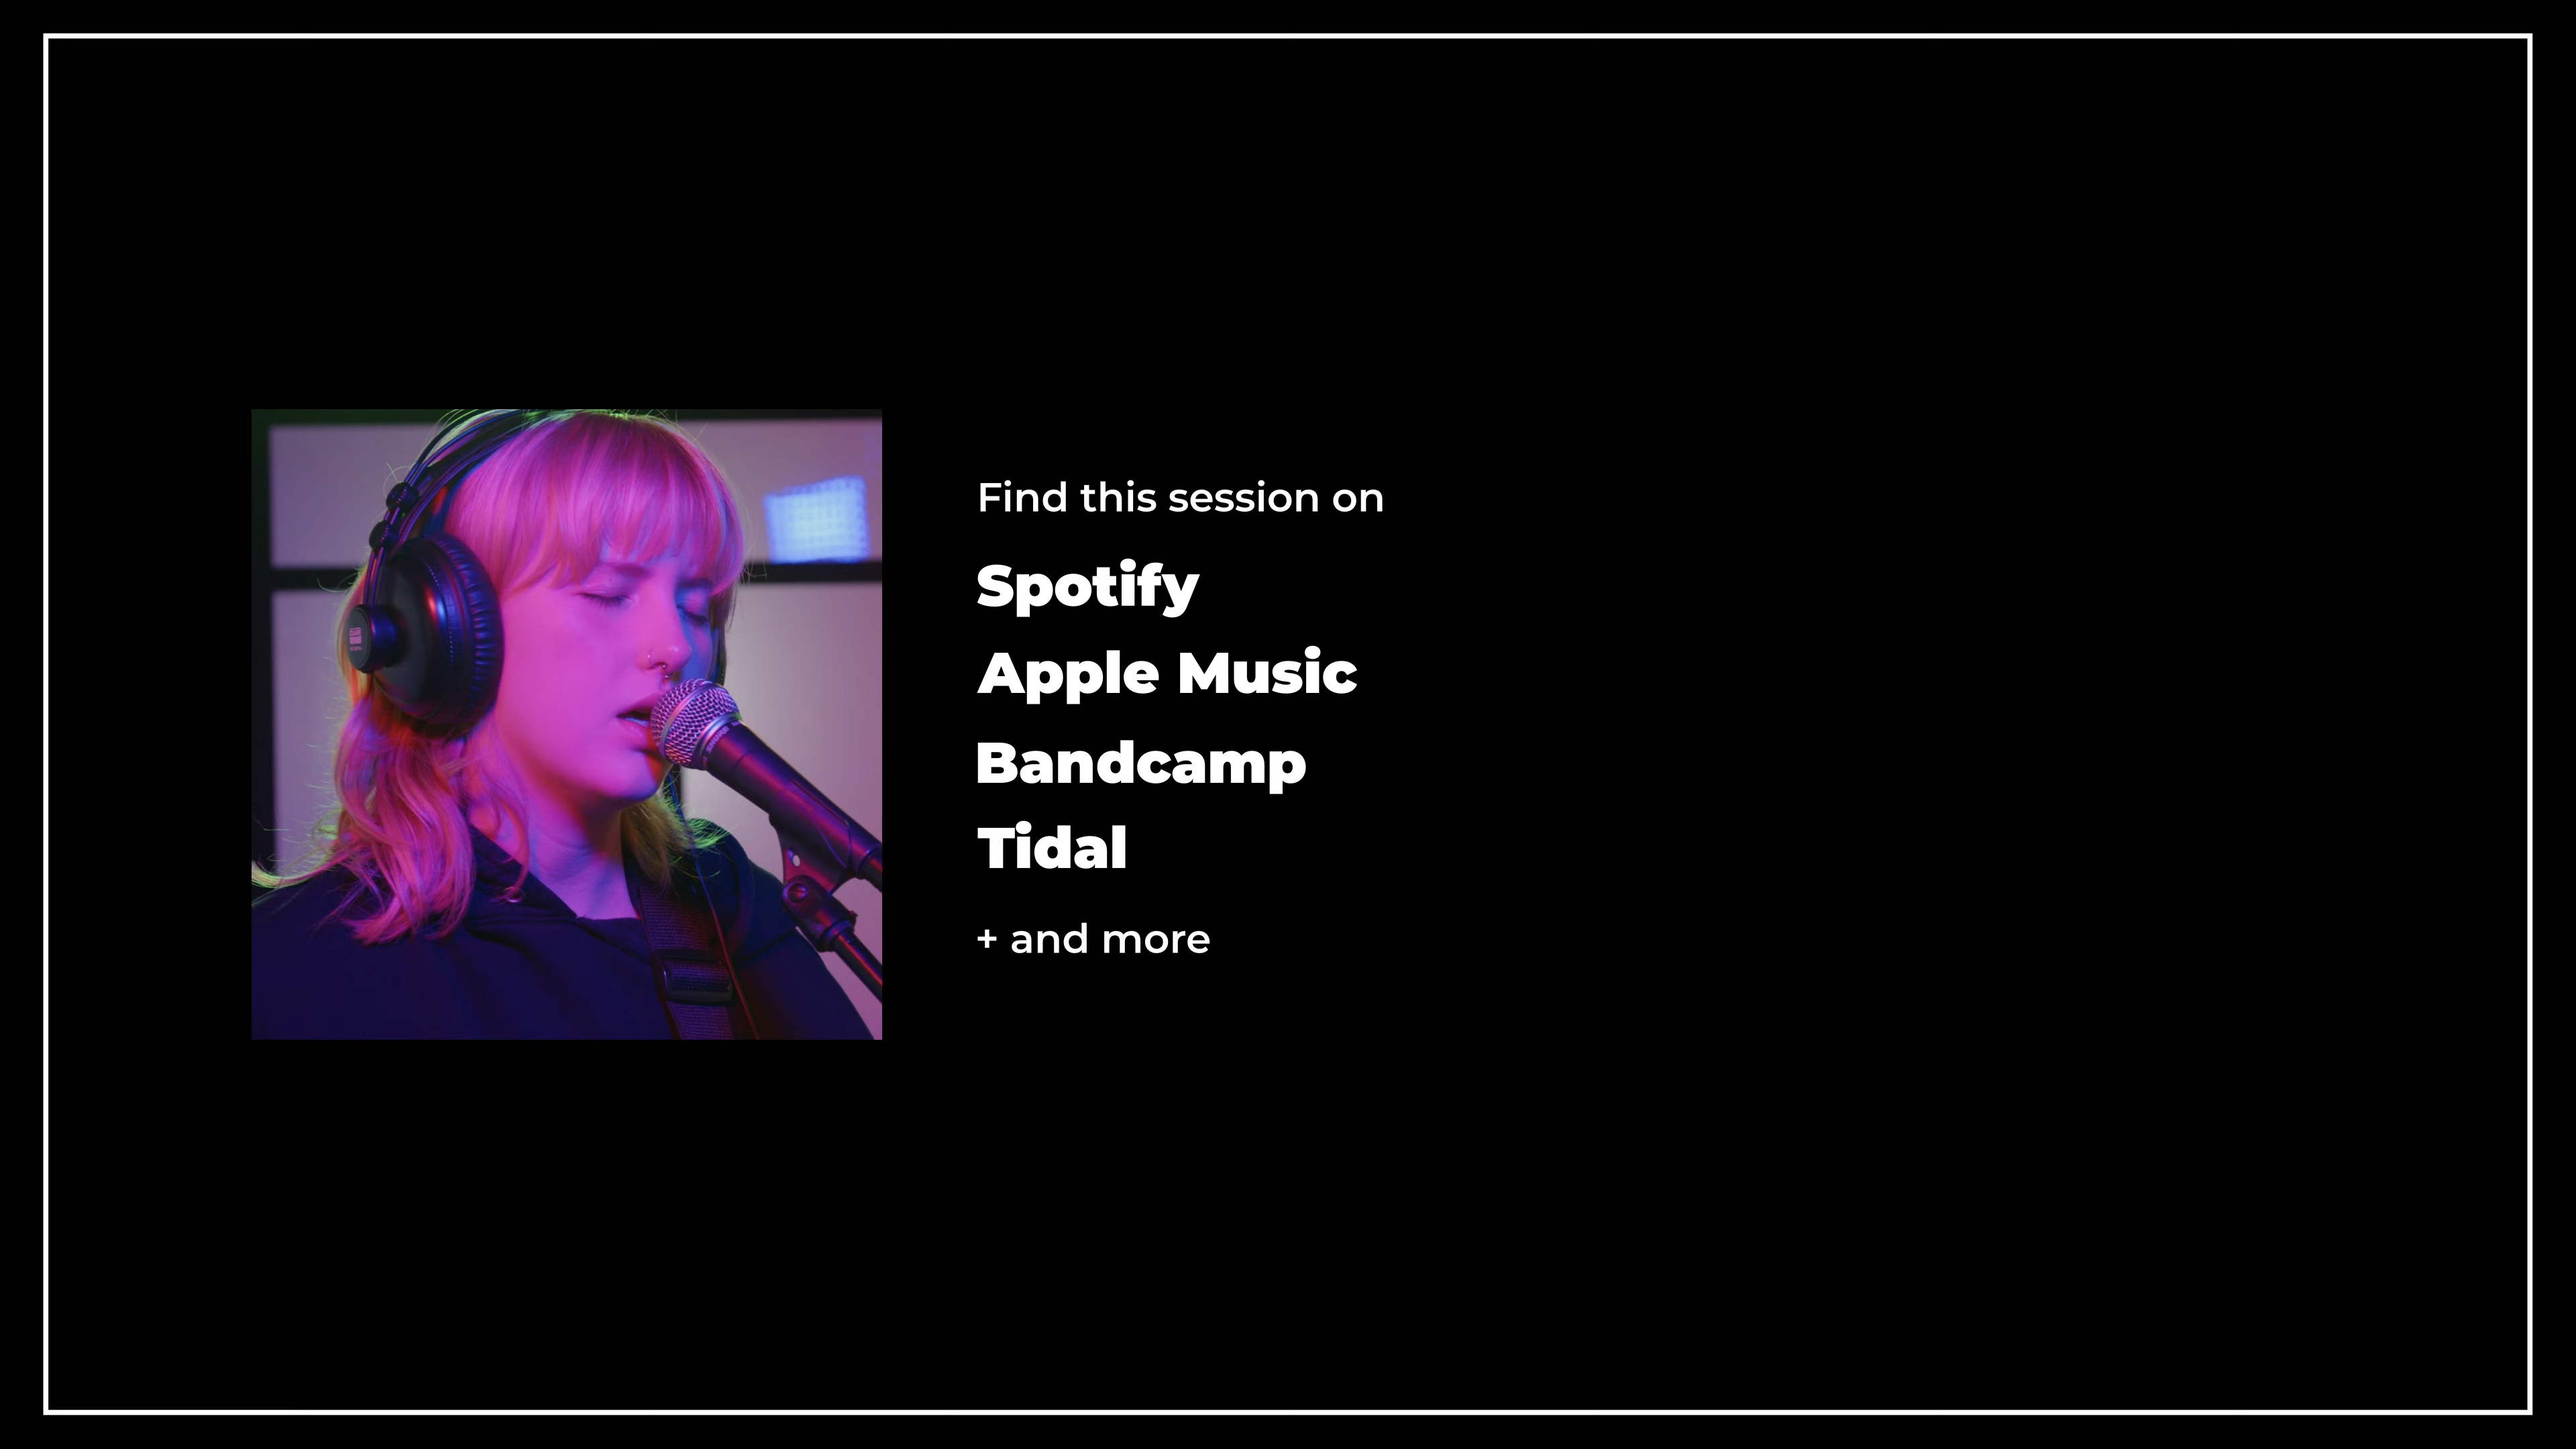 Find this session on
Spotify
Apple Music
Bandcamp
Tidal
+ and more